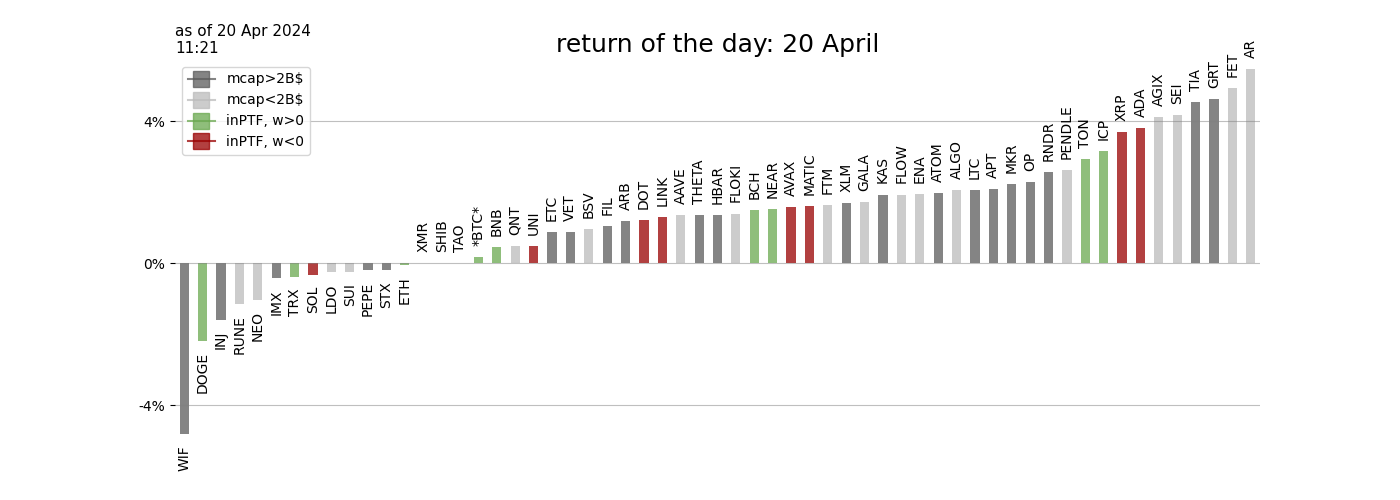 as of 20 Apr 2024
11:21
return of the day: 20 April
mcap>2B$
mcap<2B$
inPTF, w>0
inPTF, w<0
4%
0%
-4%
WIF
DOGE
INJ
RUNE
NEO
IMX
TRX
SOL
LDO
SUI
PEPE
STX
ETH
XMR
SHIB
TAO
*BTC*
BNB
QNT
UNI
ETC
VET
BSV
FIL
ARB
DOT
LINK
AAVE
THETA
HBAR
FLOKI
BCH
NEAR
AVAX
MATIC
FTM
XLM
GALA
KAS
FLOW
ENA
ATOM
ALGO
LTC
APT
MKR
OP
RNDR
PENDLE
TON
ICP
XRP
ADA
AGIX
SEI
TIA
GRT
FET
AR